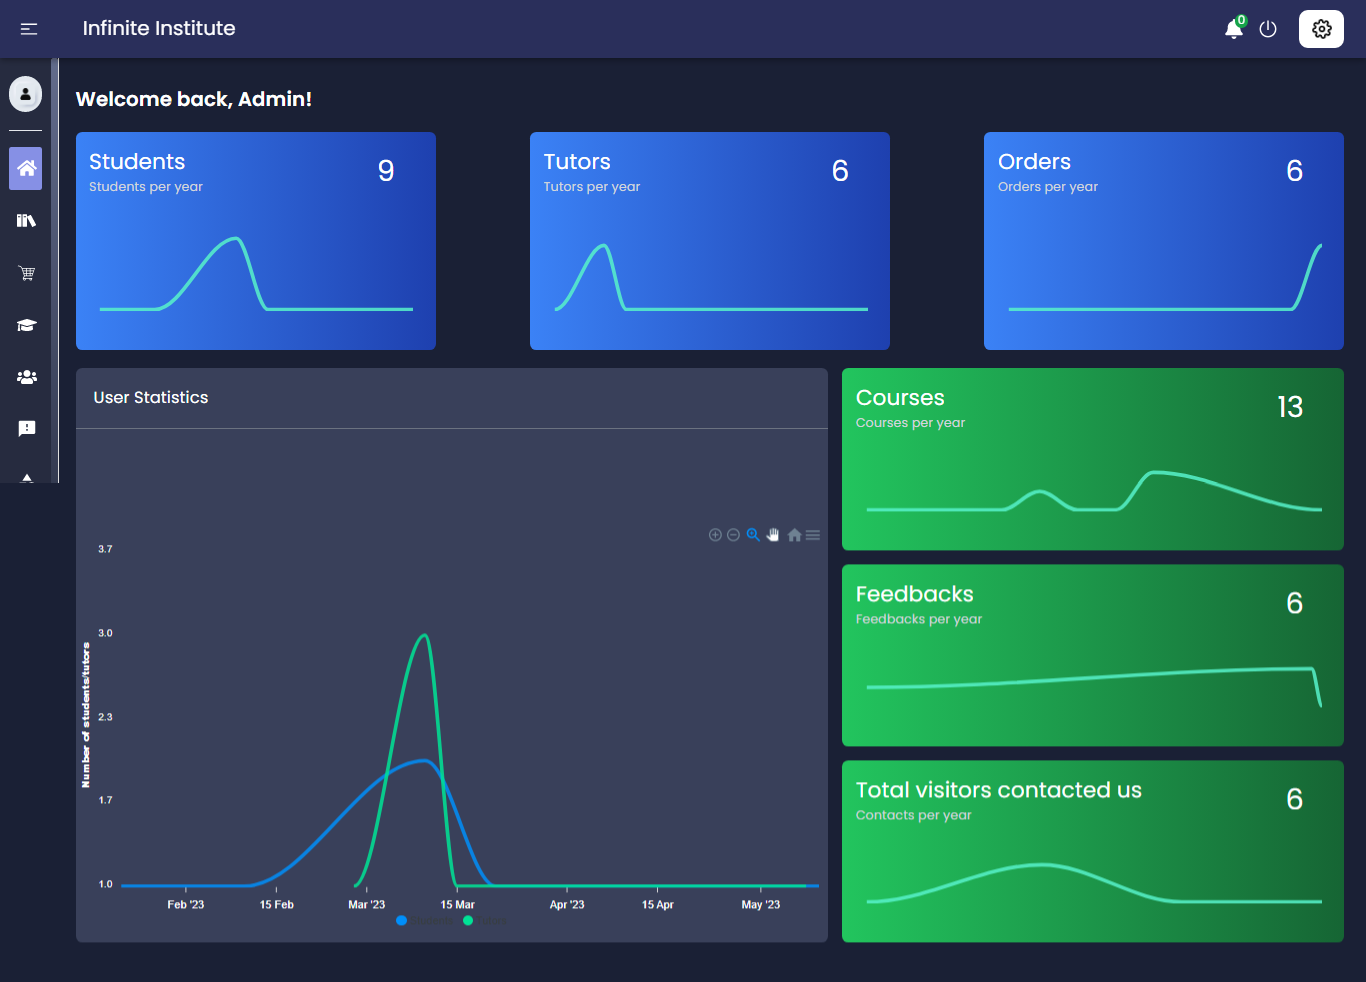 Infinite Institute
0
Welcome back, Admin!
Students
9
Students per year
Tutors
6
Tutors per year
Orders
6
Orders per year
User Statistics
3.7
3.0
2.3
1.7
1.0
Number of students/tutors
Feb '23
15 Feb
Mar '23
15 Mar
Apr '23
15 Apr
May '23
Courses
13
Courses per year
Feedbacks
6
Feedbacks per year
Total visitors contacted us
6
Contacts per year